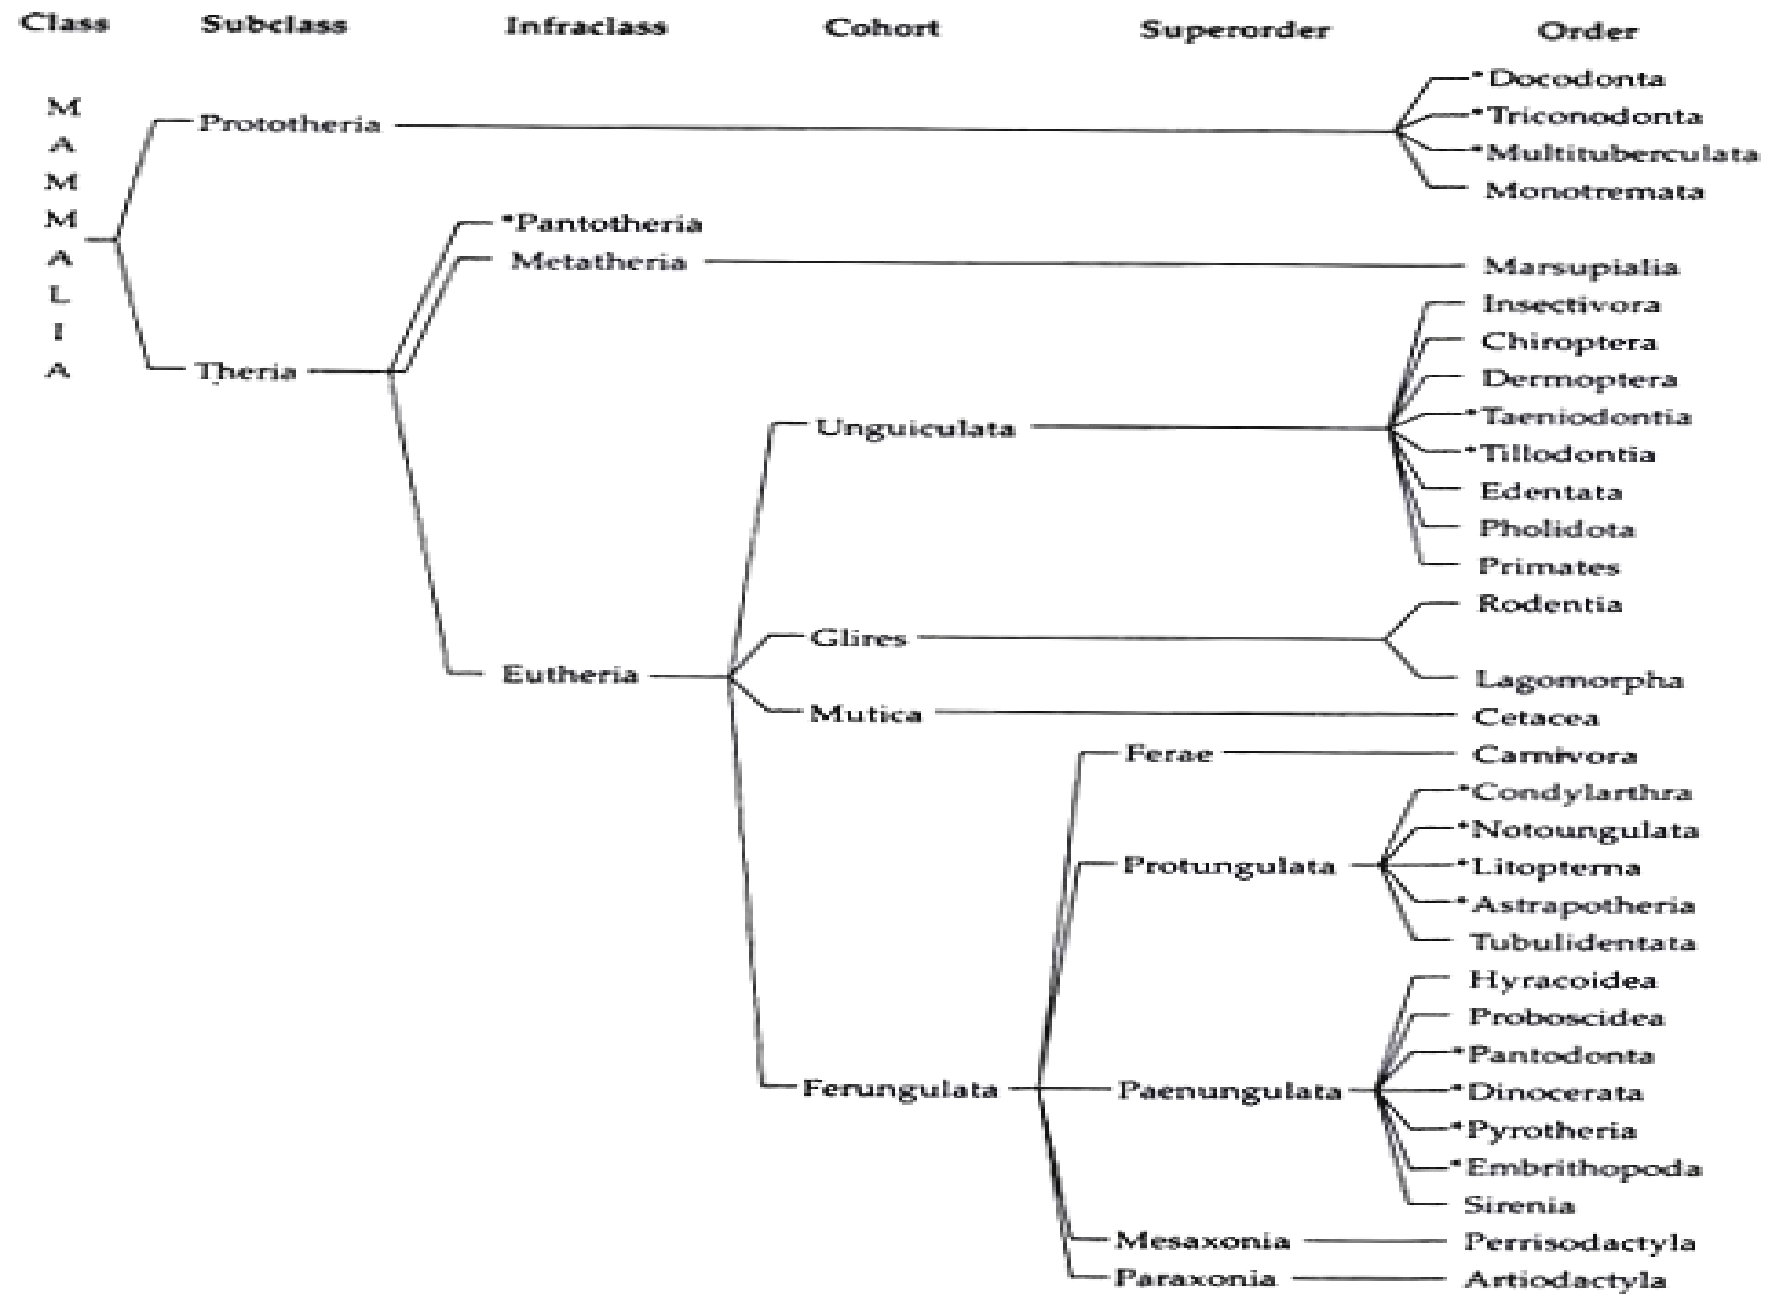 Class Subclass Infraclass Cohort Superorder Order
MAMMALIA
*Docodonta
Prototheria *Triconodonta
*Multituberculata
Monotremata
*Pantotheria
Metatheria Marsupialia
Insectivora
Chiroptera
Theria Dermoptera
*Taeniodontia
Unguiculata
*Tillodontia
Edentata
Pholidota
Primates
Rodentia
Glires
Eutheria Lagomorpha
Mutica Cetacea
Ferae Carnivora
*Condylarthra
*Notoungulata
Protungulata *Litopterna
*Astrapotheria
Tubulidentata
Hyracoidea
Proboscidea
*Pantodonta
Ferungulata Paenungulata *Dinocerata
*Pyrotheria
*Embrithopoda
Sirenia
Mesaxonia Perrisodactyla
Paraxonia Artiodactyla